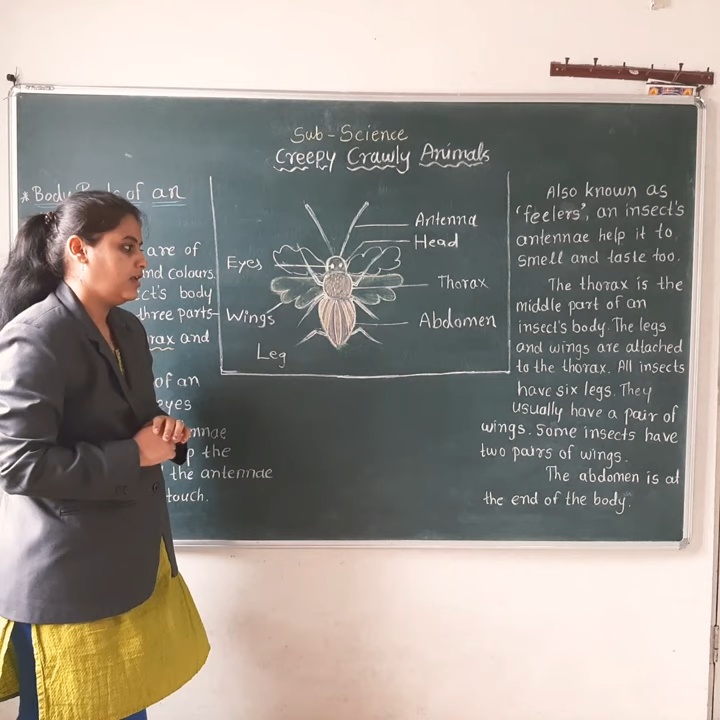 Sub-Science
Creepy Crawly Animals
* Body Parts of an
are of
and colours.
ct's body
three parts-
rax and
of an
eyes
nnae
p the
the antennae
touch.
Antenna
Head
Eyes
Thorax
Wings
Abdomen
Leg
Also known as
'feelers', an insect's
antennae help it to
smell and taste too.
The thorax is the
middle part of an
insect's body. The legs
and wings are attached
to the thorax. All insects
have six legs. They
usually have a pair of
wings. Some insects have
two pairs of wings.
The abdomen is at
the end of the body.